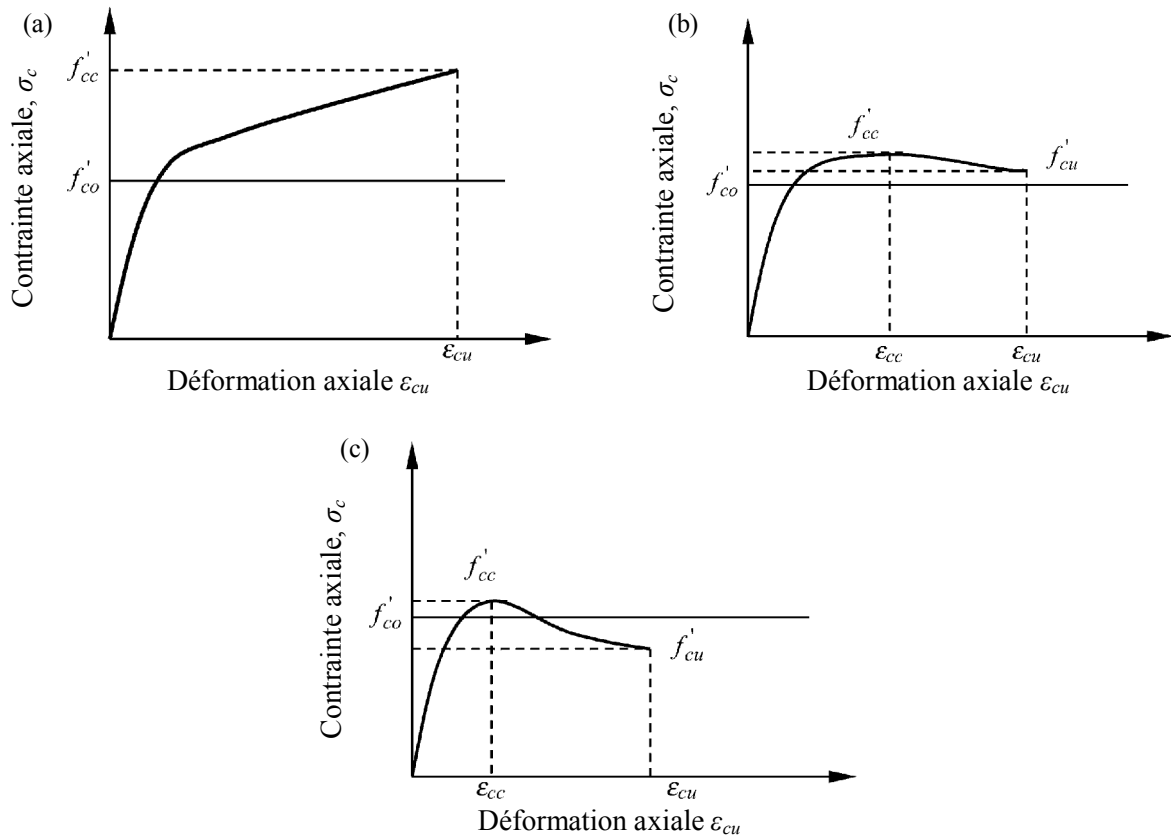 (a)
Contrainte axiale, σc
f'cc
f'co
εcu
Déformation axiale εcu
(b)
Contrainte axiale, σc
f'cc
f'cu
f'co
εcc
εcu
Déformation axiale εcu
(c)
Contrainte axiale, σc
f'cc
f'co
f'cu
εcc
εcu
Déformation axiale εcu